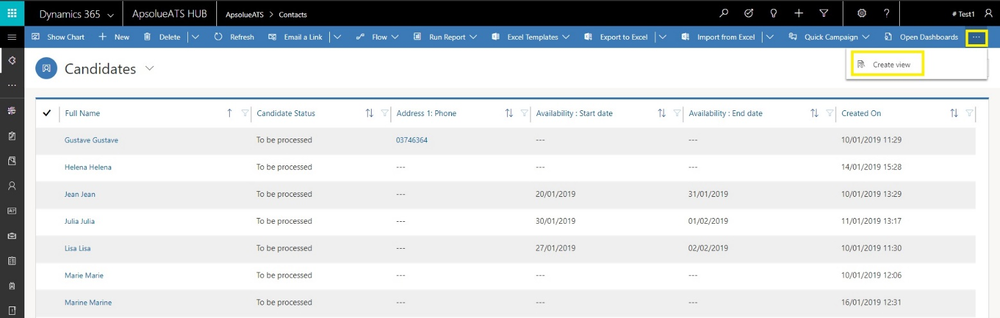 Dynamics 365 ApsolueATS HUB ApsolueATS > Contacts # Test1
Show Chart New Delete Refresh Email a Link Flow Run Report Excel Templates Export to Excel Import from Excel Quick Campaign Open Dashboards ...
Create view
Candidates
Full Name Candidate Status Address 1: Phone Availability : Start date Availability : End date Created On
Gustave Gustave To be processed 03746364 --- --- 10/01/2019 11:29
Helena Helena To be processed --- --- --- 14/01/2019 15:28
Jean Jean To be processed --- 20/01/2019 31/01/2019 10/01/2019 13:29
Julia Julia To be processed --- 30/01/2019 01/02/2019 11/01/2019 13:17
Lisa Lisa To be processed --- 27/01/2019 02/02/2019 10/01/2019 11:30
Marie Marie To be processed --- --- --- 10/01/2019 12:06
Marine Marine To be processed --- --- --- 16/01/2019 12:31